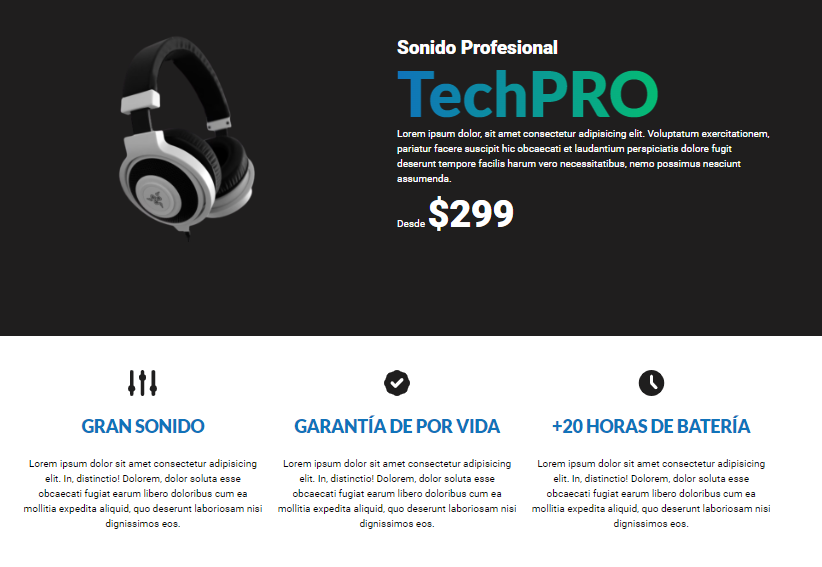 Sonido Profesional
TechPRO
Lorem ipsum dolor, sit amet consectetur adipisicing elit. Voluptatum exercitationem,
pariatur facere suscipit hic obcaecati et laudantium perspiciatis dolore fugit
deserunt tempore facilis harum vero necessitatibus, nemo possimus nesciunt
assumenda.
Desde $299
GRAN SONIDO
Lorem ipsum dolor sit amet consectetur adipisicing
elit. In, distinctio! Dolorem, dolor soluta esse
obcaecati fugiat earum libero doloribus cum ea
mollitia expedita aliquid, quo deserunt laboriosam nisi
dignissimos eos.
GARANTÍA DE POR VIDA
Lorem ipsum dolor sit amet consectetur adipisicing
elit. In, distinctio! Dolorem, dolor soluta esse
obcaecati fugiat earum libero doloribus cum ea
mollitia expedita aliquid, quo deserunt laboriosam nisi
dignissimos eos.
+20 HORAS DE BATERÍA
Lorem ipsum dolor sit amet consectetur adipisicing
elit. In, distinctio! Dolorem, dolor soluta esse
obcaecati fugiat earum libero doloribus cum ea
mollitia expedita aliquid, quo deserunt laboriosam nisi
dignissimos eos.